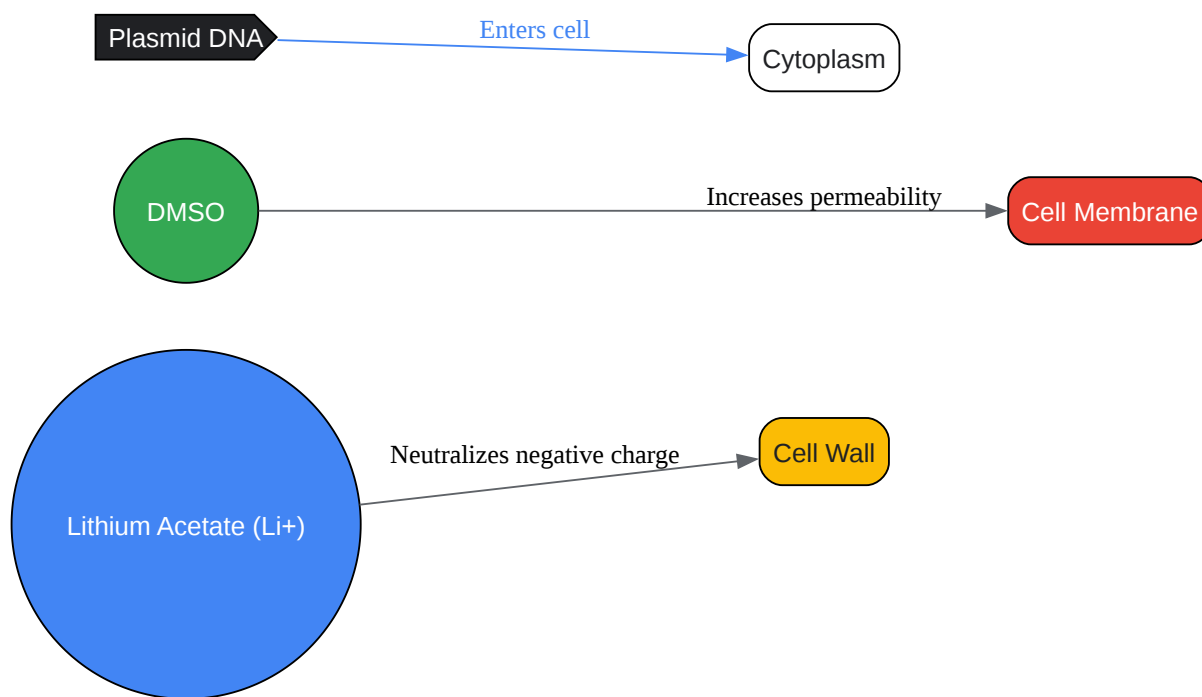 Plasmid DNA
Enters cell
Cytoplasm
DMSO
Increases permeability
Cell Membrane
Lithium Acetate (Li+)
Neutralizes negative charge
Cell Wall